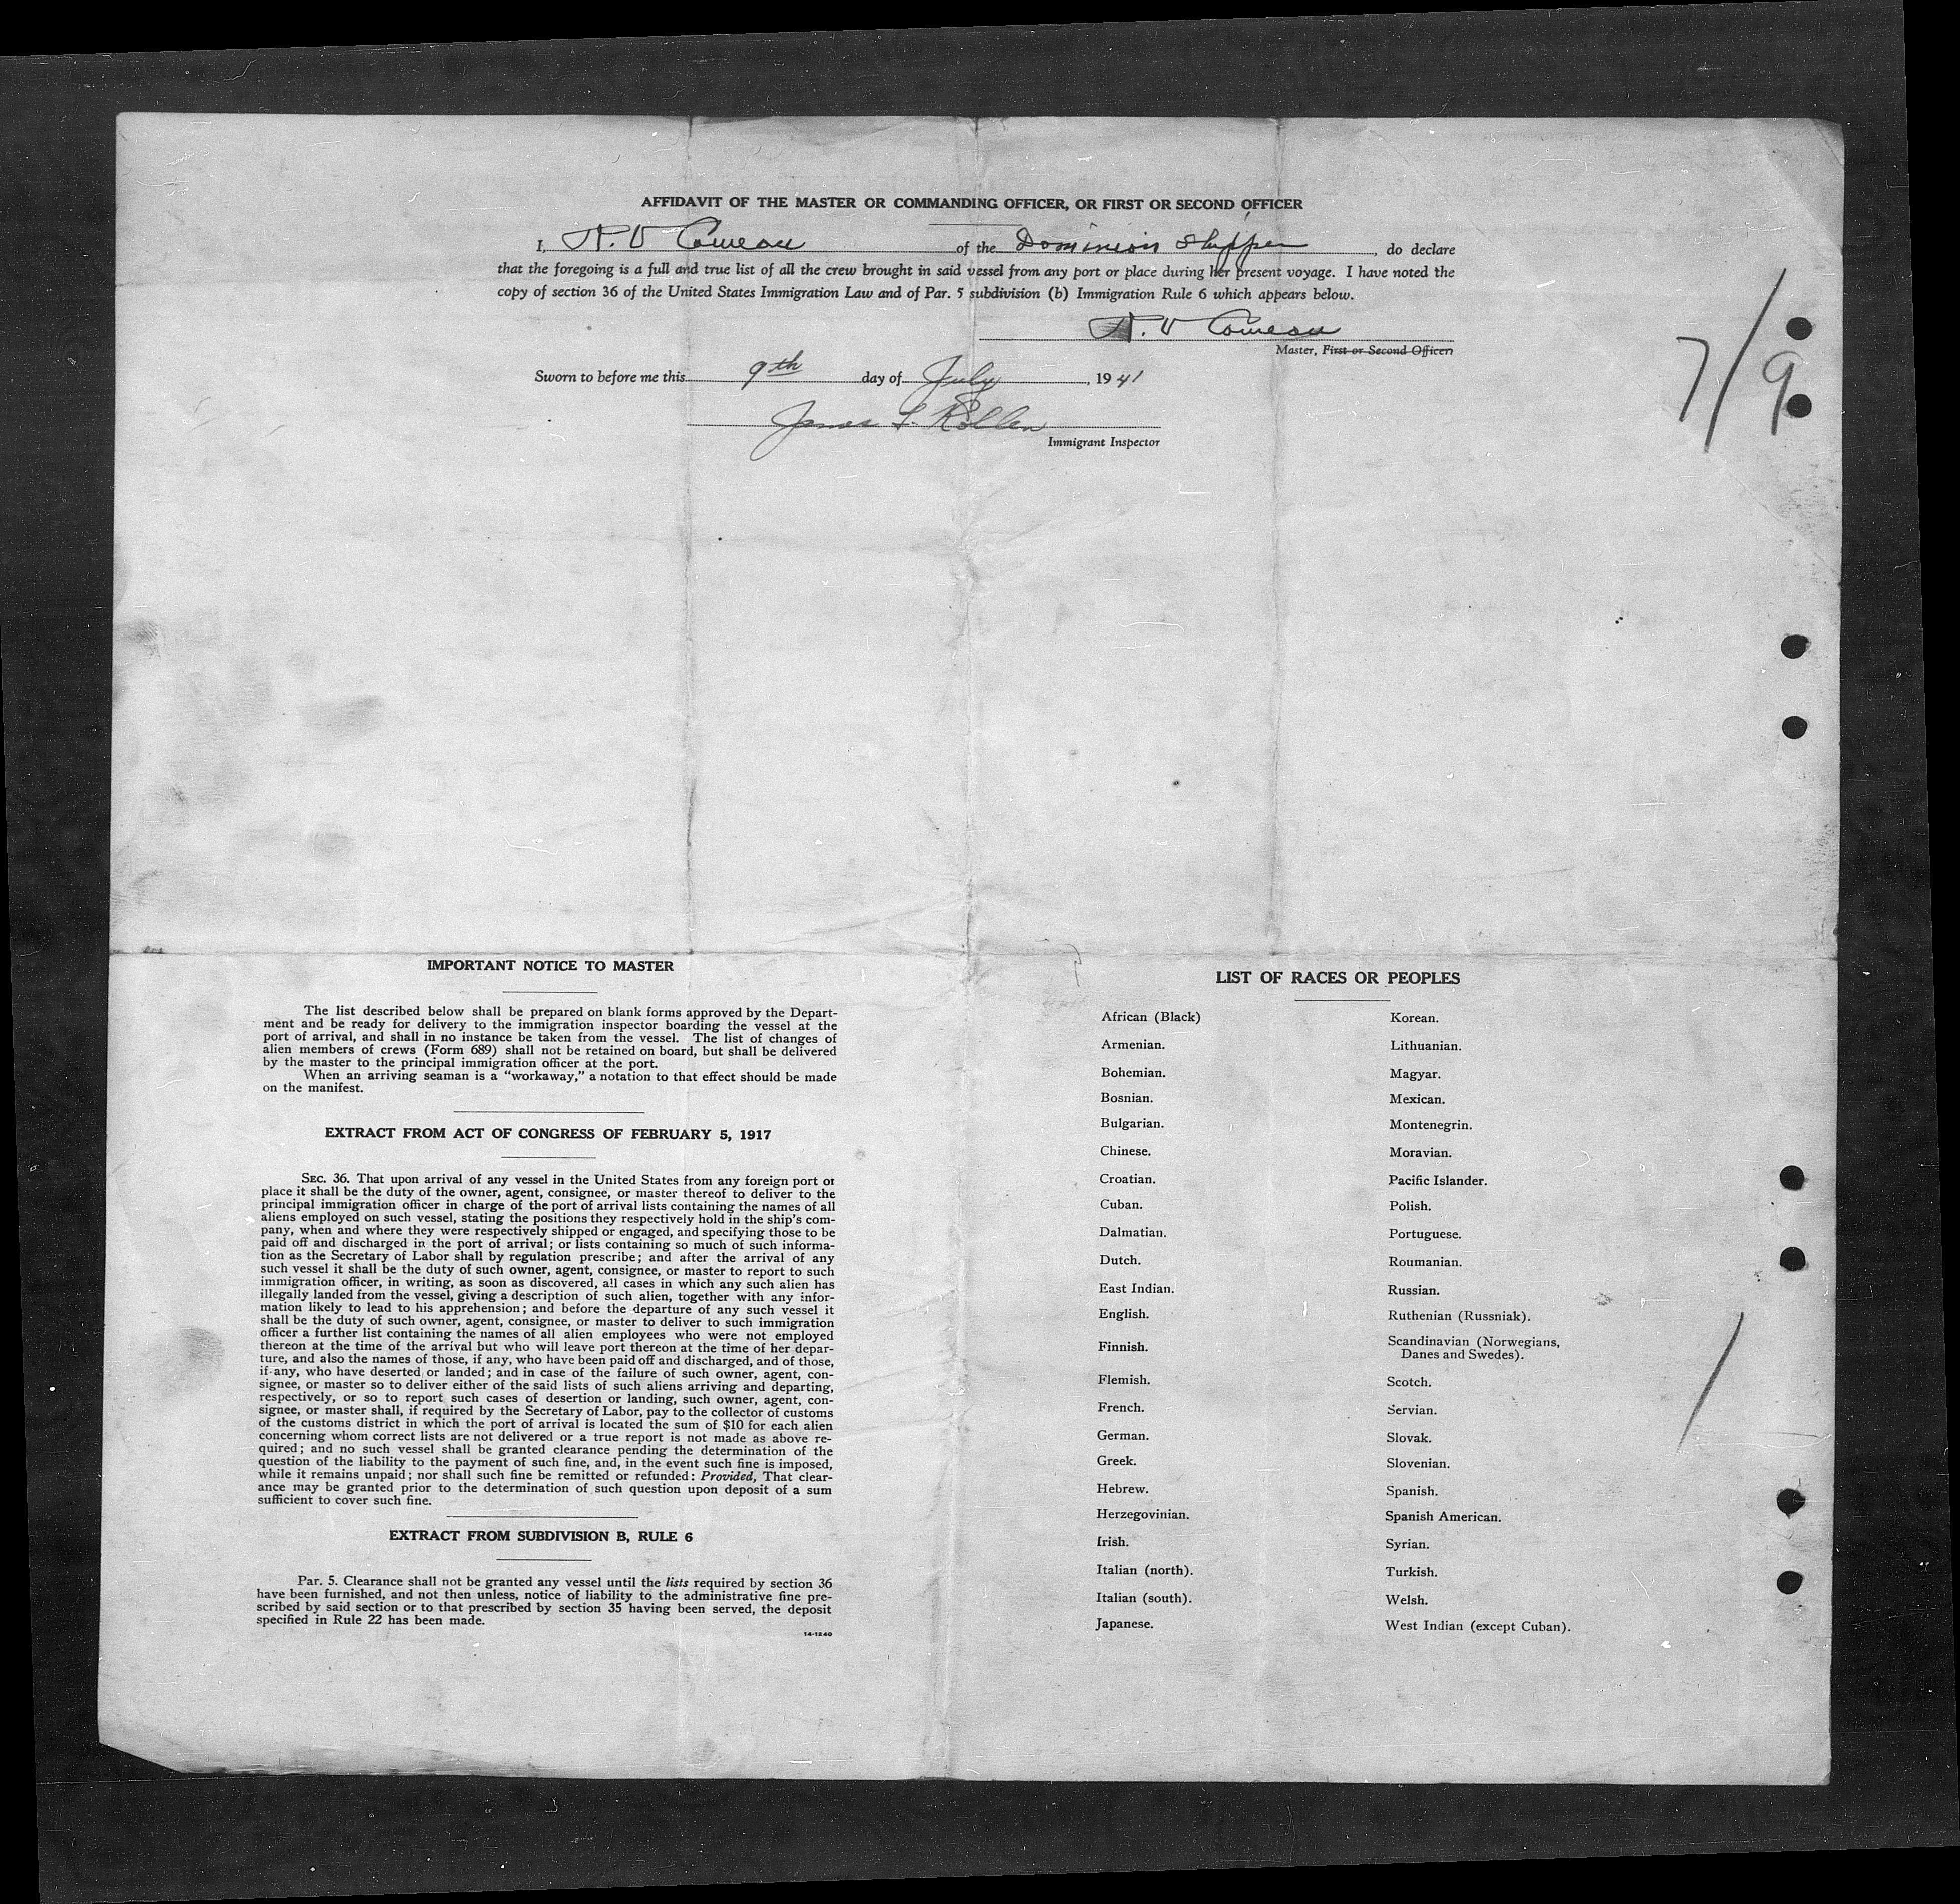 AFFIDAVIT OF THE MASTER OR COMMANDING OFFICER, OR FIRST OR SECOND OFFICER
I, N. V Comeau of the Dominion Shipper, do declare
that the foregoing is a full and true list of all the crew brought in said vessel from any port or place during her present voyage. I have noted the
copy of section 36 of the United States Immigration Law and of Par. 5 subdivision (b) Immigration Rule 6 which appears below.
N. V Comeau
Master, First or Second Officer
Sworn to before me this 9th day of July, 1941
James
Immigrant Inspector
7/9
IMPORTANT NOTICE TO MASTER
The list described below shall be prepared on blank forms approved by the Depart-
ment and be ready for delivery to the immigration inspector boarding the vessel at the
port of arrival, and shall in no instance be taken from the vessel. The list of changes of
alien members of crews (Form 689) shall not be retained on board, but shall be delivered
by the master to the principal immigration officer at the port.
When an arriving seaman is a "workaway," a notation to that effect should be made
on the manifest.
EXTRACT FROM ACT OF CONGRESS OF FEBRUARY 5, 1917
SEC. 36. That upon arrival of any vessel in the United States from any foreign port or
place it shall be the duty of the owner, agent, consignee, or master thereof to deliver to the
principal immigration officer in charge of the port of arrival lists containing the names of all
aliens employed on such vessel, stating the positions they respectively hold in the ship's com-
pany, when and where they were respectively shipped or engaged, and specifying those to be
paid off and discharged in the port of arrival; or lists containing so much of such informa-
tion as the Secretary of Labor shall by regulation prescribe; and after the arrival of any
such vessel it shall be the duty of such owner, agent, consignee, or master to report to such
immigration officer, in writing, as soon as discovered, all cases in which any such alien has
illegally landed from the vessel, giving a description of such alien, together with any infor-
mation likely to lead to his apprehension; and before the departure of any such vessel it
shall be the duty of such owner, agent, consignee, or master to deliver to such immigration
officer a further list containing the names of all alien employees who were not employed
thereon at the time of the arrival but who will leave port thereon at the time of her depar-
ture, and also the names of those, if any, who have been paid off and discharged, and of those,
if any, who have deserted or landed; and in case of the failure of such owner, agent, con-
signee, or master so to deliver either of the said lists of such aliens arriving and departing,
respectively, or so to report such cases of desertion or landing, such owner, agent, con-
signee, or master shall, if required by the Secretary of Labor, pay to the collector of customs
of the customs district in which the port of arrival is located the sum of $10 for each alien
concerning whom correct lists are not delivered or a true report is not made as above re-
quired; and no such vessel shall be granted clearance pending the determination of the
question of the liability to the payment of such fine, and, in the event such fine is imposed,
while it remains unpaid; nor shall such fine be remitted or refunded: Provided, That clear-
ance may be granted prior to the determination of such question upon deposit of a sum
sufficient to cover such fine.
EXTRACT FROM SUBDIVISION B, RULE 6
Par. 5. Clearance shall not be granted any vessel until the lists required by section 36
have been furnished, and not then unless, notice of liability to the administrative fine pre-
scribed by said section or to that prescribed by section 35 having been served, the deposit
specified in Rule 22 has been made.
14-1240
LIST OF RACES OR PEOPLES
African (Black)
Armenian.
Bohemian.
Bosnian.
Bulgarian.
Chinese.
Croatian.
Cuban.
Dalmatian.
Dutch.
East Indian.
English.
Finnish.
Flemish.
French.
German.
Greek.
Hebrew.
Herzegovinian.
Irish.
Italian (north).
Italian (south).
Japanese.
Korean.
Lithuanian.
Magyar.
Mexican.
Montenegrin.
Moravian.
Pacific Islander.
Polish.
Portuguese.
Roumanian.
Russian.
Ruthenian (Russniak).
Scandinavian (Norwegians,
Danes and Swedes).
Scotch.
Servian.
Slovak.
Slovenian.
Spanish.
Spanish American.
Syrian.
Turkish.
Welsh.
West Indian (except Cuban).